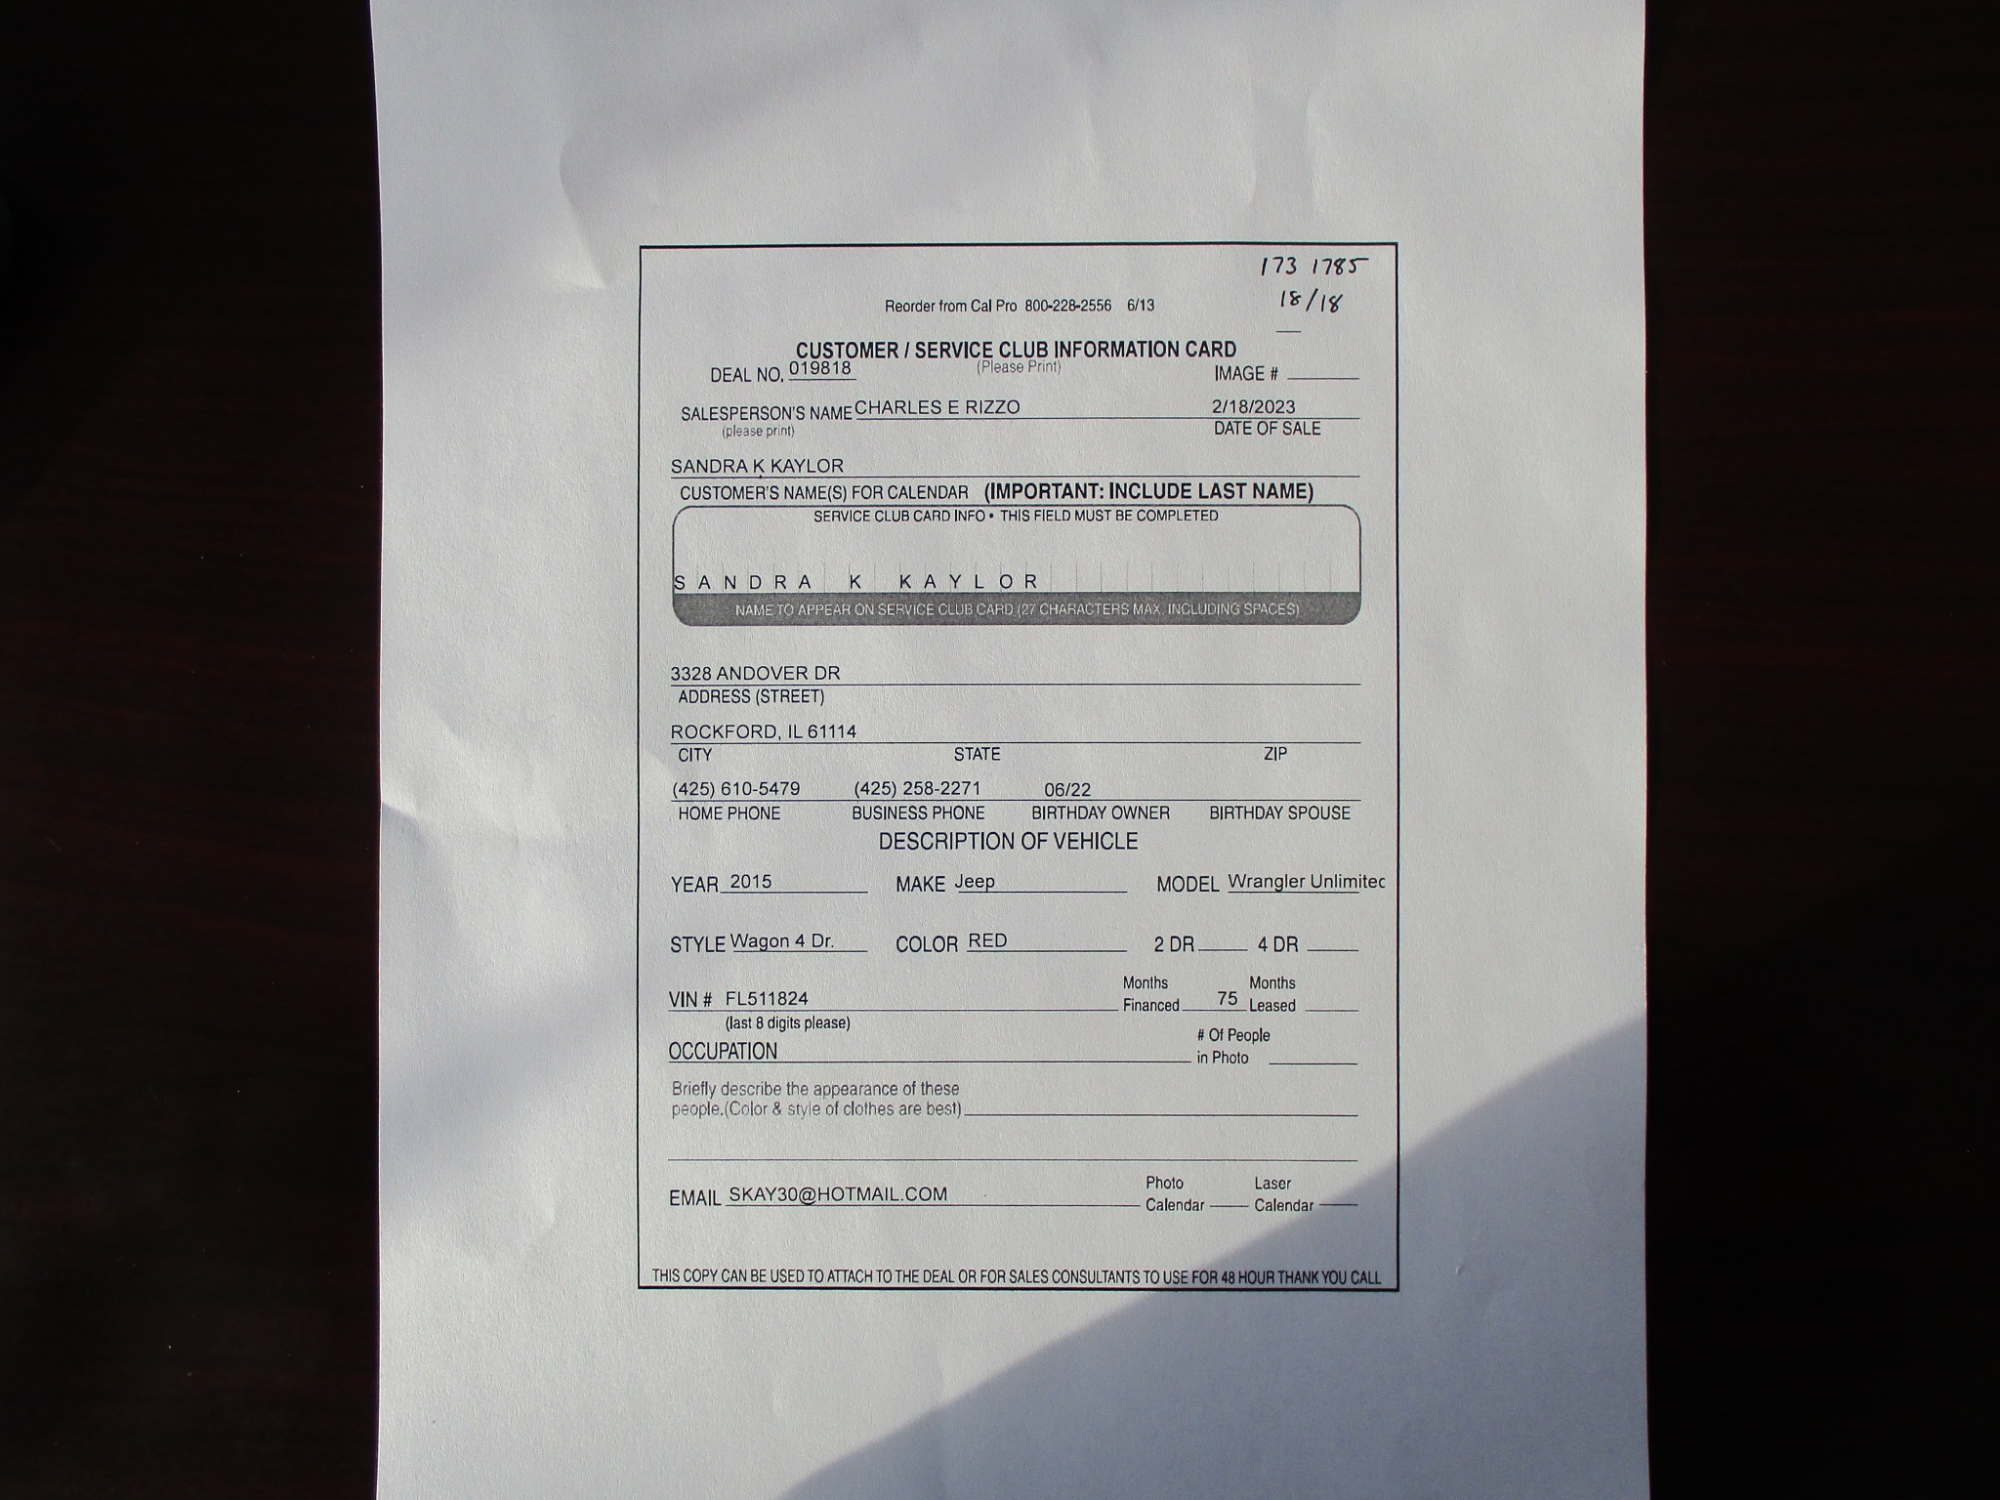 173 1785
Reorder from Cal Pro 800-228-2556 6/13
18/18
CUSTOMER / SERVICE CLUB INFORMATION CARD
(Please Print)
DEAL NO. 019818
IMAGE #
SALESPERSON'S NAME CHARLES E RIZZO 2/18/2023
(please print) DATE OF SALE
SANDRA K KAYLOR
CUSTOMER'S NAME(S) FOR CALENDAR (IMPORTANT: INCLUDE LAST NAME)
SERVICE CLUB CARD INFO • THIS FIELD MUST BE COMPLETED
SANDRA K KAYLOR
NAME TO APPEAR ON SERVICE CLUB CARD (27 CHARACTERS MAX. INCLUDING SPACES)
3328 ANDOVER DR
ADDRESS (STREET)
ROCKFORD, IL 61114
CITY STATE ZIP
(425) 610-5479 (425) 258-2271 06/22
HOME PHONE BUSINESS PHONE BIRTHDAY OWNER BIRTHDAY SPOUSE
DESCRIPTION OF VEHICLE
YEAR 2015 MAKE Jeep MODEL Wrangler Unlimitec
STYLE Wagon 4 Dr. COLOR RED 2 DR 4 DR
Months Months
VIN # FL511824 Financed 75 Leased
(last 8 digits please)
# Of People
OCCUPATION in Photo
Briefly describe the appearance of these
people.(Color & style of clothes are best)
Photo Laser
EMAIL SKAY30@HOTMAIL.COM Calendar Calendar
THIS COPY CAN BE USED TO ATTACH TO THE DEAL OR FOR SALES CONSULTANTS TO USE FOR 48 HOUR THANK YOU CALL